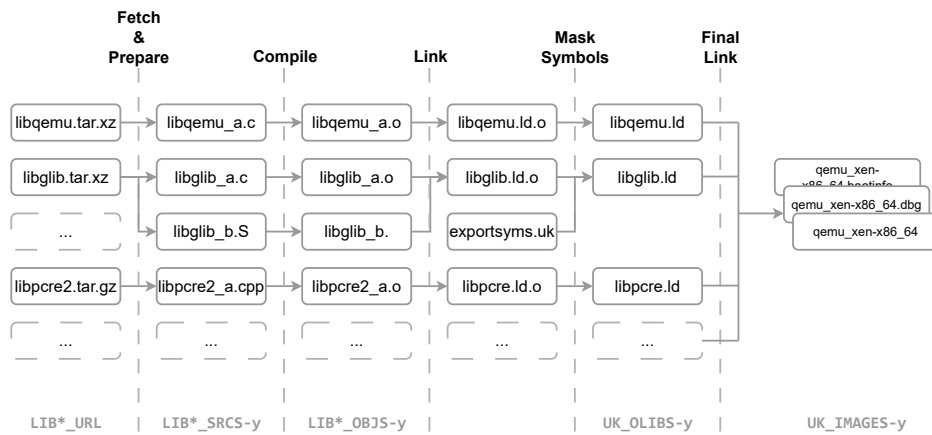 Fetch
&
Prepare
Compile
Link
Mask
Symbols
Final
Link
libqemu.tar.xz
libqemu_a.c
libqemu_a.o
libqemu.ld.o
libqemu.ld
libglib.tar.xz
libglib_a.c
libglib_a.o
libglib.ld.o
libglib.ld
qemu_xen-
x86_64.bootinfo
qemu_xen-x86_64.dbg
qemu_xen-x86_64
...
libglib_b.S
libglib_b.
exportsyms.uk
libpcre2.tar.gz
libpcre2_a.cpp
libpcre2_a.o
libpcre.ld.o
libpcre.ld
...
...
...
...
...
LIB*_URL
LIB*_SRCS-y
LIB*_OBJS-y
UK_OLIBS-y
UK_IMAGES-y